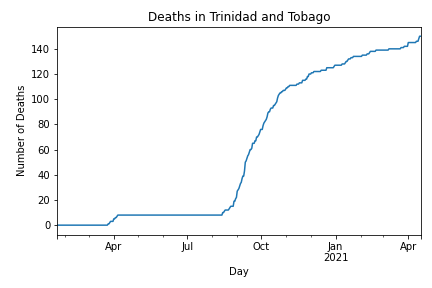 Deaths in Trinidad and Tobago
140
120
100
80
60
40
20
0
Number of Deaths
Apr
Jul
Oct
Jan
2021
Apr
Day